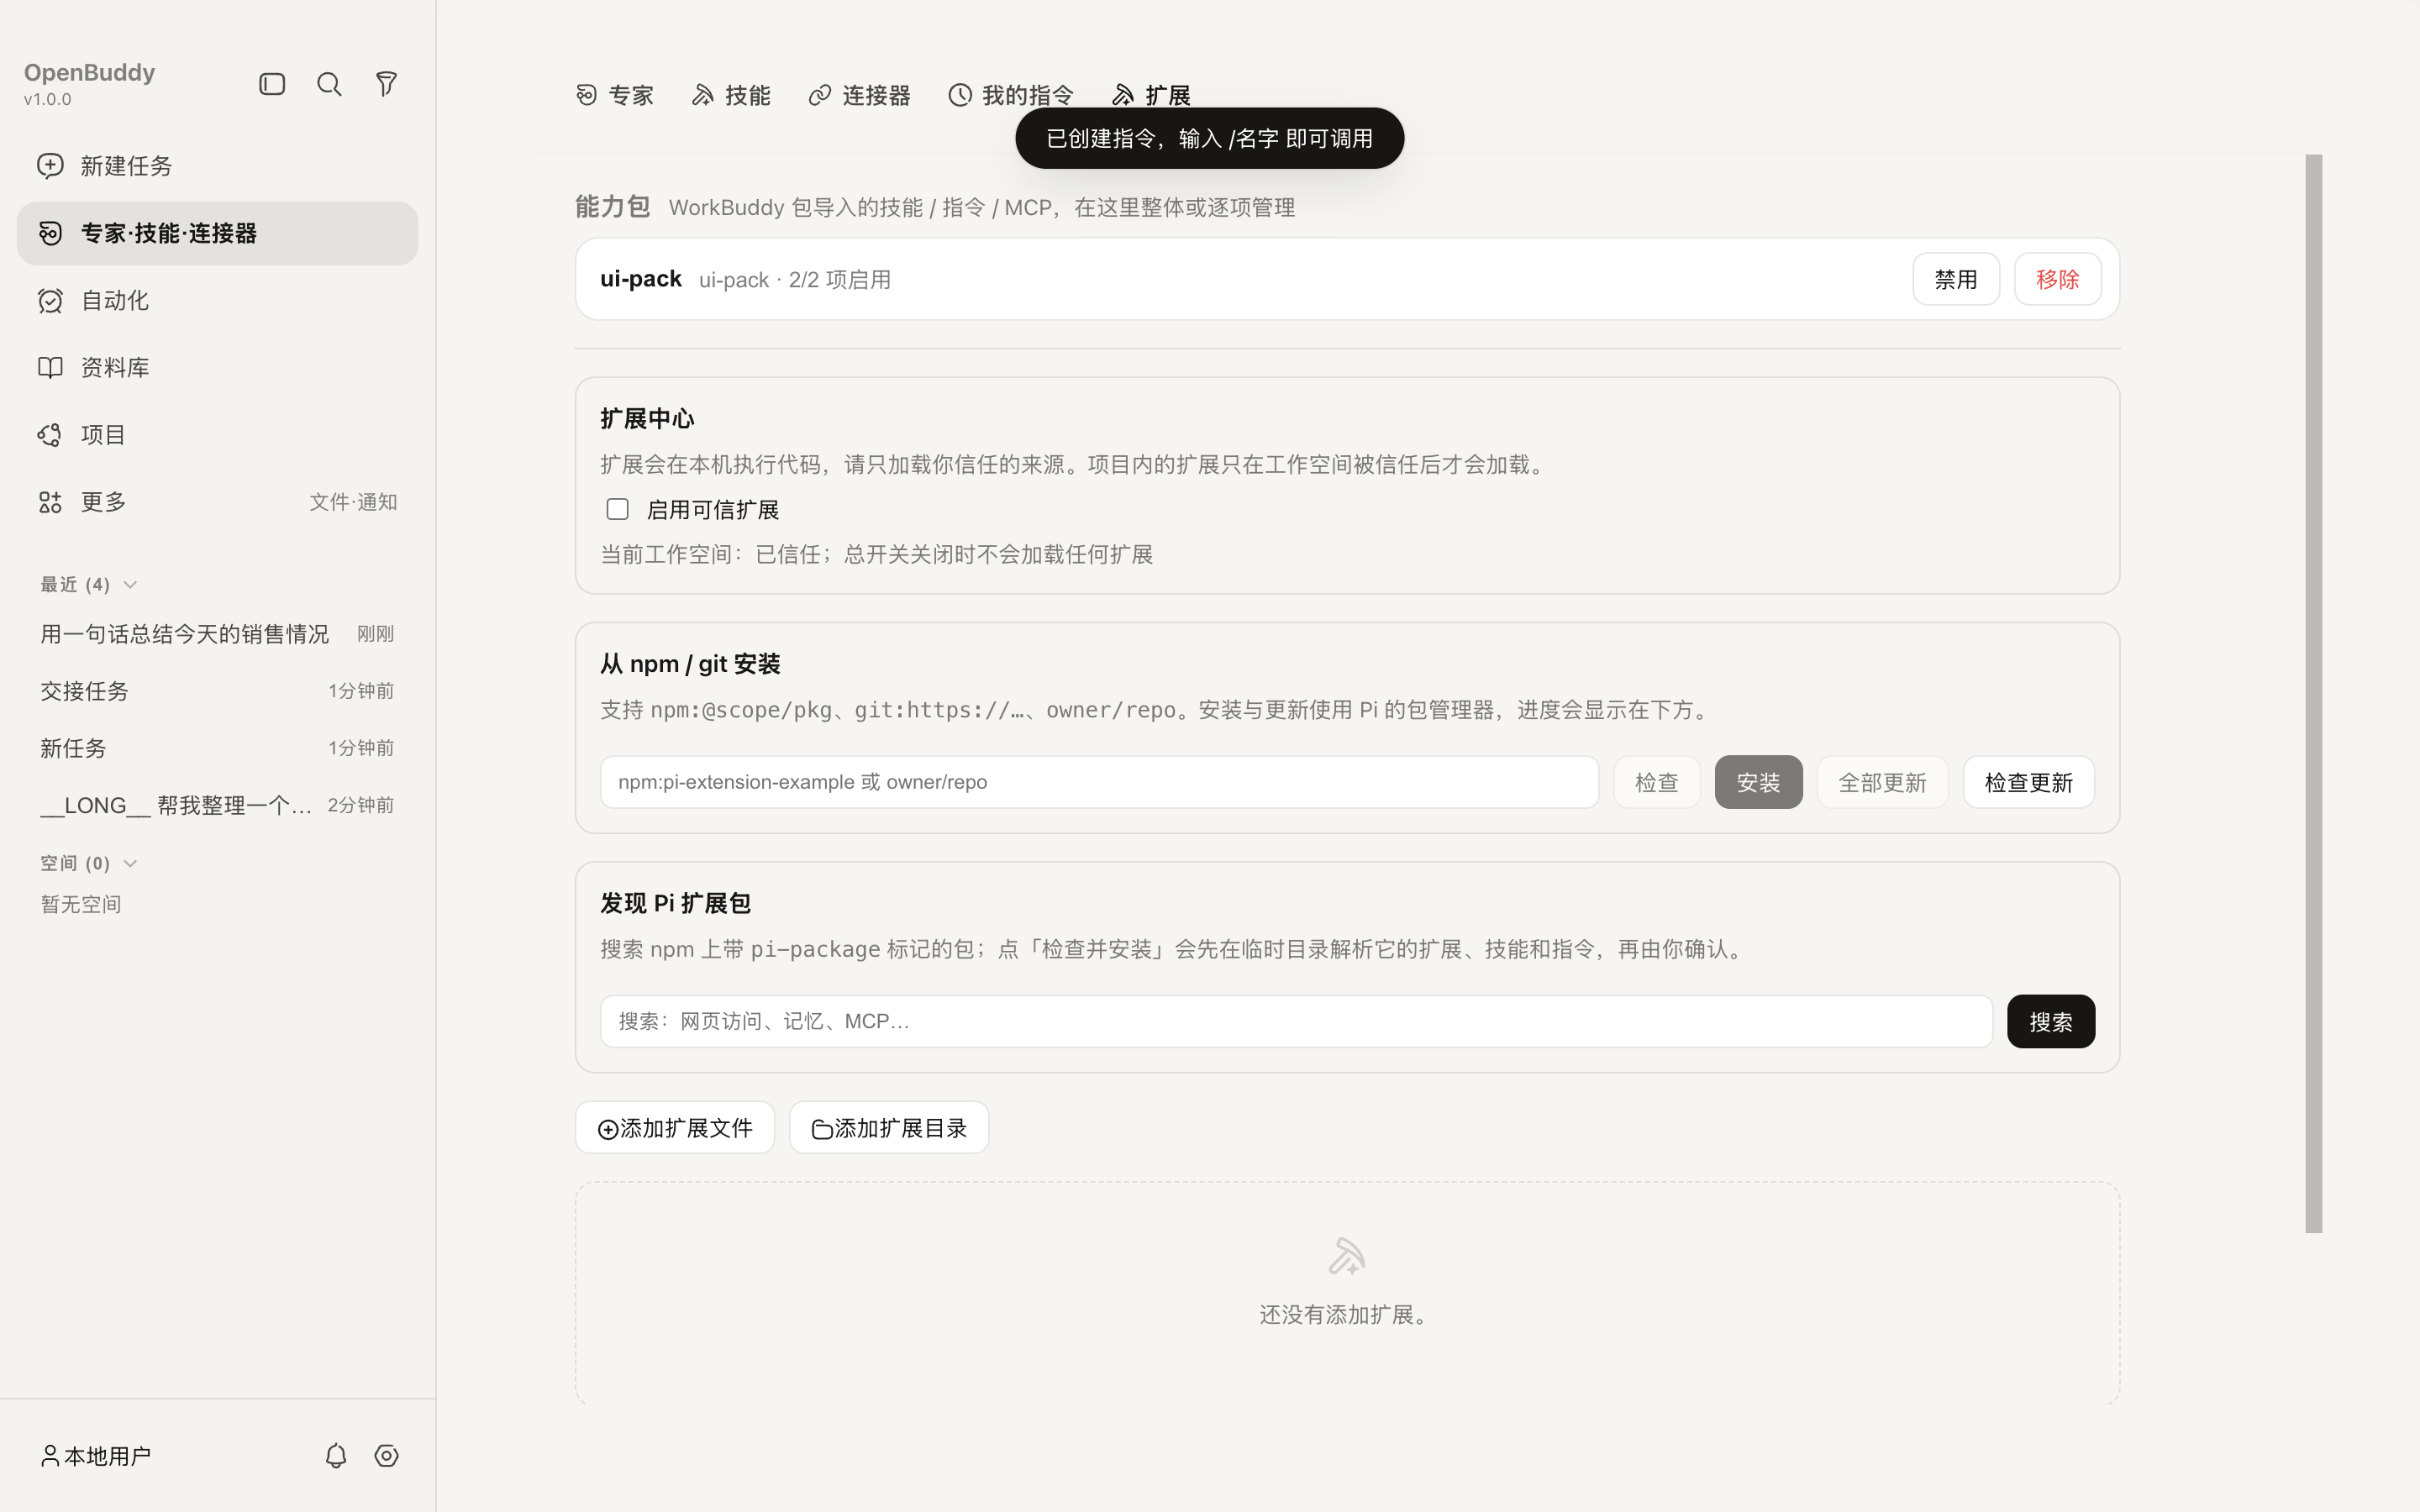 OpenBuddy
v1.0.0
新建任务
专家·技能·连接器
自动化
资料库
项目
更多 文件·通知
最近 (4)
用一句话总结今天的销售情况 刚刚
交接任务 1分钟前
新任务 1分钟前
__LONG__ 帮我整理一个… 2分钟前
空间 (0)
暂无空间
本地用户
专家 技能 连接器 我的指令 扩展
已创建指令，输入 /名字 即可调用
能力包 WorkBuddy 包导入的技能 / 指令 / MCP，在这里整体或逐项管理
ui-pack ui-pack · 2/2 项启用 禁用 移除
扩展中心
扩展会在本机执行代码，请只加载你信任的来源。项目内的扩展只在工作空间被信任后才会加载。
启用可信扩展
当前工作空间：已信任；总开关关闭时不会加载任何扩展
从 npm / git 安装
支持 npm:@scope/pkg、git:https://…、owner/repo。安装与更新使用 Pi 的包管理器，进度会显示在下方。
npm:pi-extension-example 或 owner/repo 检查 安装 全部更新 检查更新
发现 Pi 扩展包
搜索 npm 上带 pi-package 标记的包；点「检查并安装」会先在临时目录解析它的扩展、技能和指令，再由你确认。
搜索：网页访问、记忆、MCP… 搜索
添加扩展文件 添加扩展目录
还没有添加扩展。